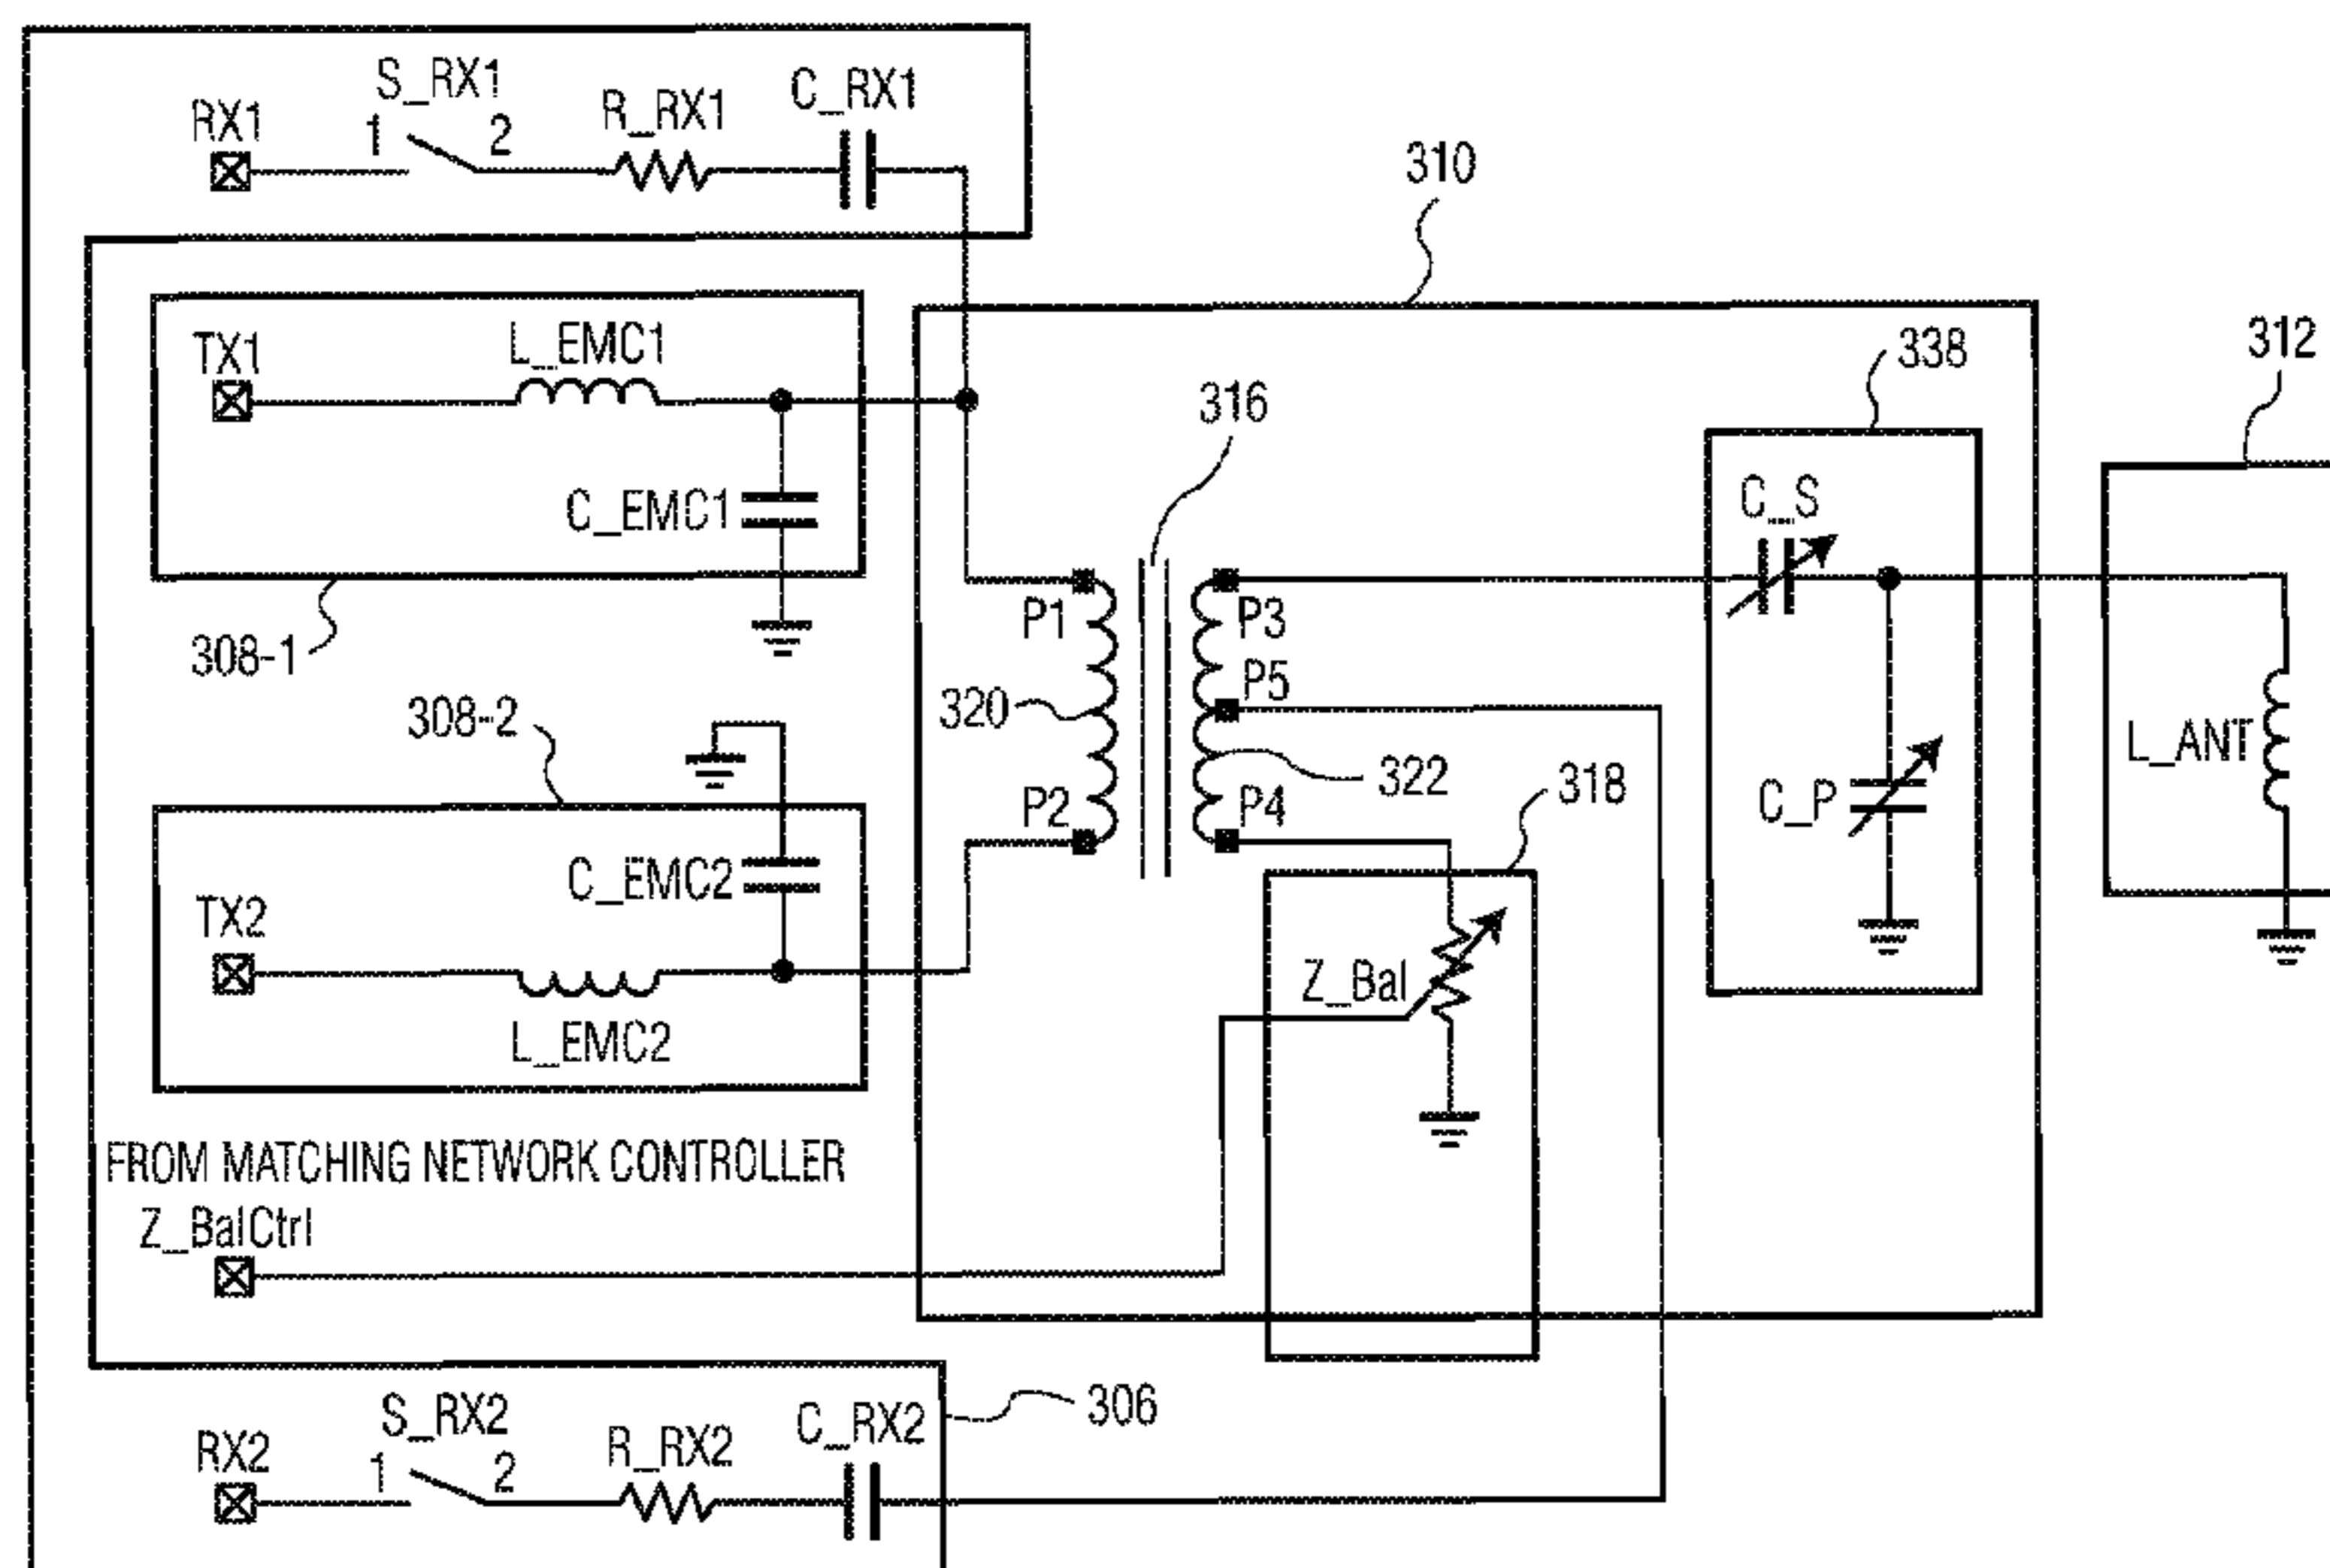 S_RX1
RX1
1
2
R_RX1
C_RX1
310
TX1
L_EMC1
C_EMC1
308-1
316
338
312
C_S
P1
P3
P5
320
322
P2
P4
318
C_P
L_ANT
308-2
C_EMC2
TX2
L_EMC2
Z_Bal
FROM MATCHING NETWORK CONTROLLER
Z_BalCtrl
306
S_RX2
RX2
1
2
R_RX2
C_RX2